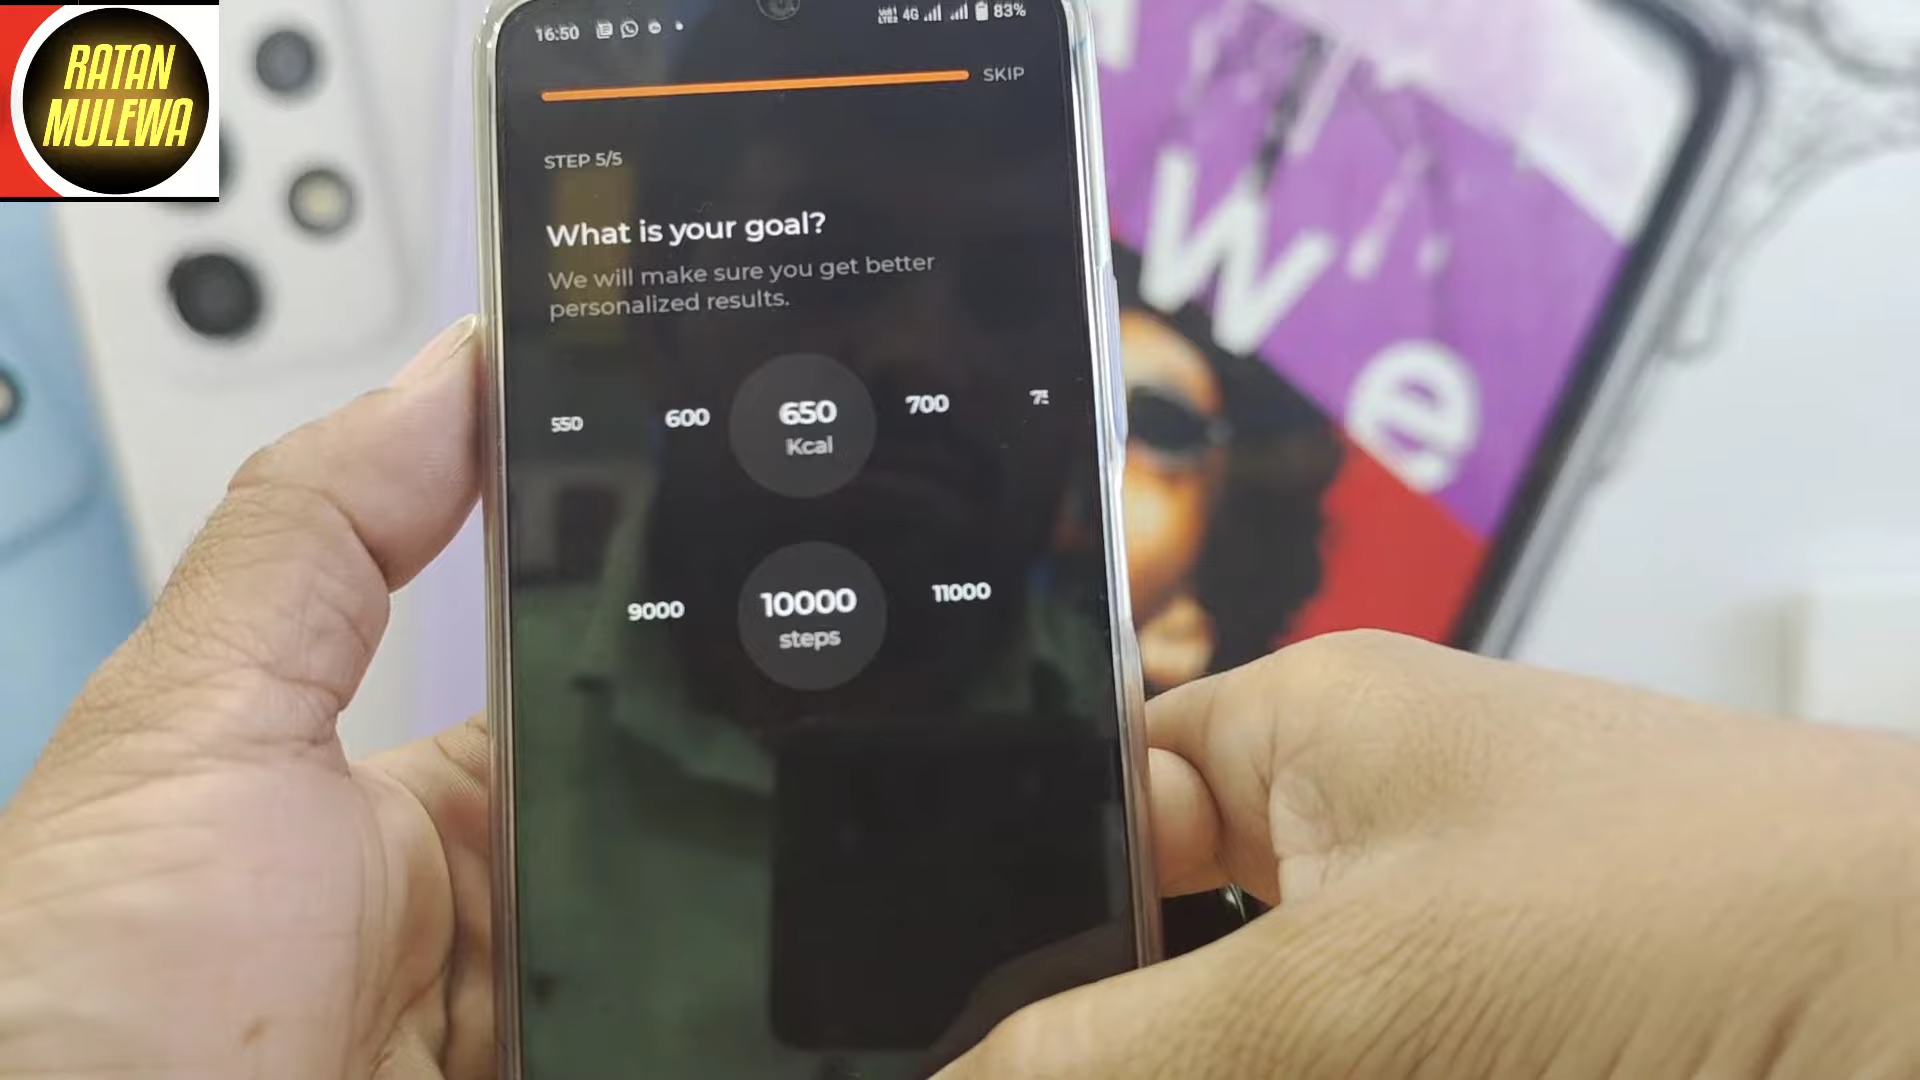 RATAN
MULEWA
16:50
4G
83%
SKIP
STEP 5/5
What is your goal?
We will make sure you get better
personalized results.
550 600 650 700
Kcal
9000 10000 11000
steps
we